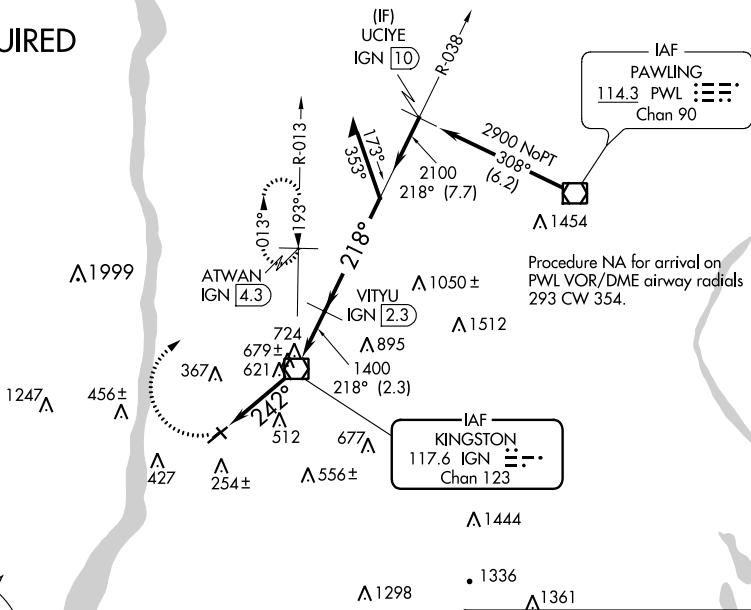 UIRED
(IF)
UCIYE
IGN 10
R-038
IAF
PAWLING
114.3 PWL
Chan 90
2900 NoPT
308°
(6.2)
173°
353°
2100
218° (7.7)
1454
R-013
013°
193°
218°
Procedure NA for arrival on
PWL VOR/DME airway radials
293 CW 354.
1999
ATWAN
IGN 4.3
VITYU
IGN 2.3
1050 ±
1512
724
679±
621
895
367
1400
218° (2.3)
1247
456±
242°
512
677
IAF
KINGSTON
117.6 IGN
Chan 123
427
254±
556±
1444
1336
1298
1361